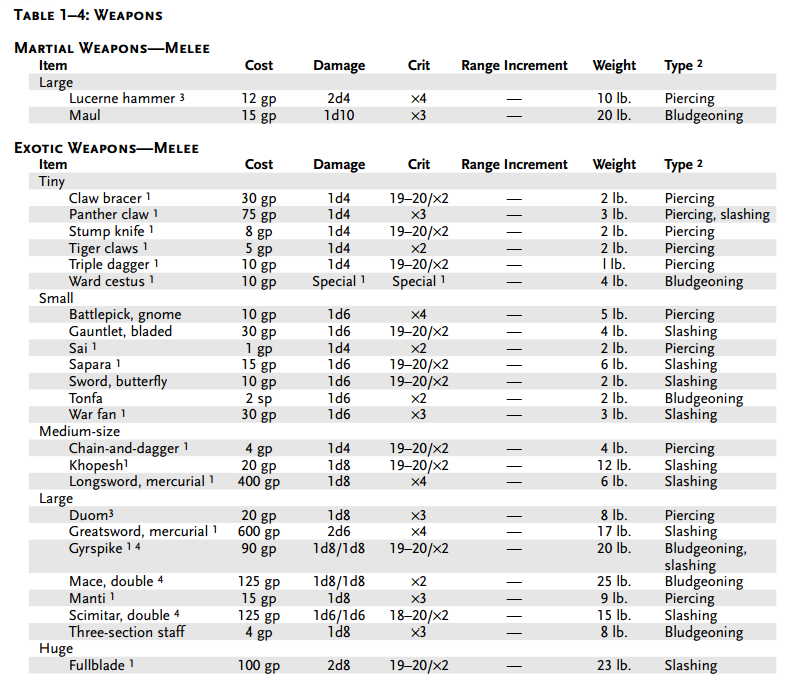 TABLE 1–4: WEAPONS
MARTIAL WEAPONS—MELEE
Item Cost Damage Crit Range Increment Weight Type 2
Large
Lucerne hammer 3 12 gp 2d4 ×4 — 10 lb. Piercing
Maul 15 gp 1d10 ×3 — 20 lb. Bludgeoning
EXOTIC WEAPONS—MELEE
Item Cost Damage Crit Range Increment Weight Type 2
Tiny
Claw bracer 1 30 gp 1d4 19–20/×2 — 2 lb. Piercing
Panther claw 1 75 gp 1d4 ×3 — 3 lb. Piercing, slashing
Stump knife 1 8 gp 1d4 19–20/×2 — 2 lb. Piercing
Tiger claws 1 5 gp 1d4 ×2 — 2 lb. Piercing
Triple dagger 1 10 gp 1d4 19–20/×2 — 1 lb. Piercing
Ward cestus 1 10 gp Special 1 Special 1 — 4 lb. Bludgeoning
Small
Battlepick, gnome 10 gp 1d6 ×4 — 5 lb. Piercing
Gauntlet, bladed 30 gp 1d6 19–20/×2 — 4 lb. Slashing
Sai 1 1 gp 1d4 ×2 — 2 lb. Piercing
Sapara 1 15 gp 1d6 19–20/×2 — 6 lb. Slashing
Sword, butterfly 10 gp 1d6 19–20/×2 — 2 lb. Slashing
Tonfa 2 sp 1d6 ×2 — 2 lb. Bludgeoning
War fan 1 30 gp 1d6 ×3 — 3 lb. Slashing
Medium-size
Chain-and-dagger 1 4 gp 1d4 19–20/×2 — 4 lb. Piercing
Khopesh1 20 gp 1d8 19–20/×2 — 12 lb. Slashing
Longsword, mercurial 1 400 gp 1d8 ×4 — 6 lb. Slashing
Large
Duom3 20 gp 1d8 ×3 — 8 lb. Piercing
Greatsword, mercurial 1 600 gp 2d6 ×4 — 17 lb. Slashing
Gyrspike 1 4 90 gp 1d8/1d8 19–20/×2 — 20 lb. Bludgeoning,
slashing
Mace, double 4 125 gp 1d8/1d8 ×2 — 25 lb. Bludgeoning
Manti 1 15 gp 1d8 ×3 — 9 lb. Piercing
Scimitar, double 4 125 gp 1d6/1d6 18–20/×2 — 15 lb. Slashing
Three-section staff 4 gp 1d8 ×3 — 8 lb. Bludgeoning
Huge
Fullblade 1 100 gp 2d8 19–20/×2 — 23 lb. Slashing